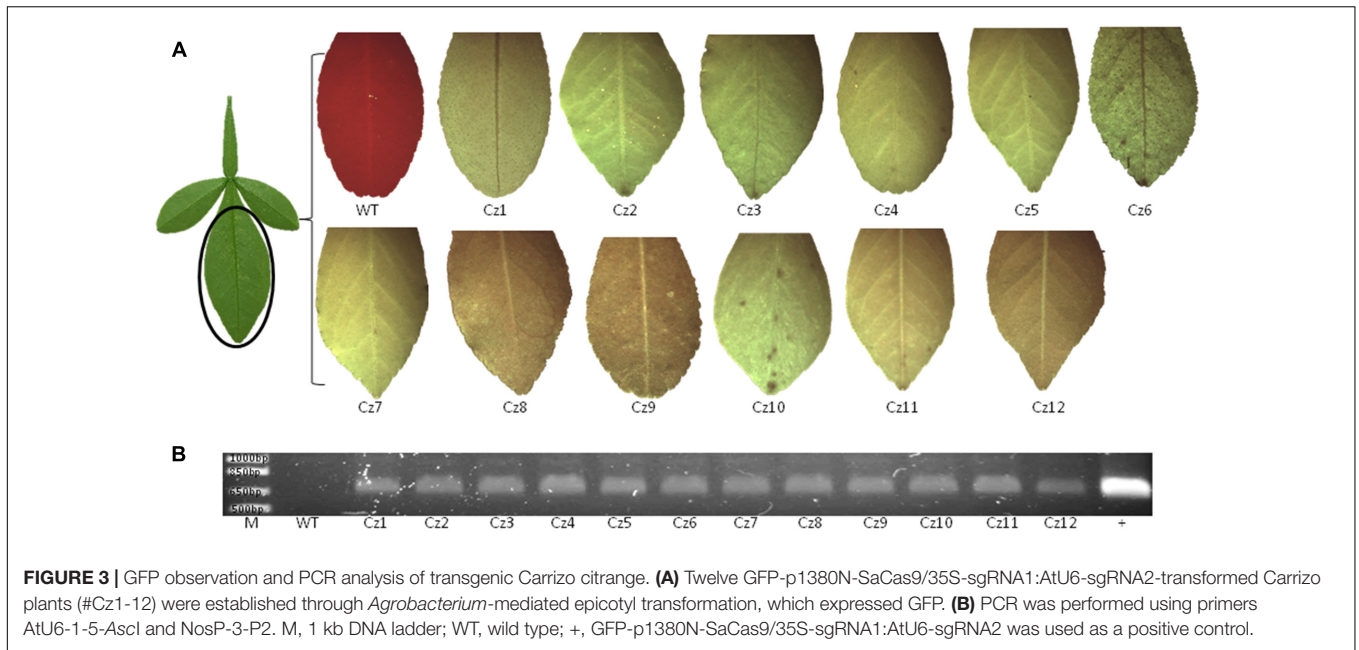 A
WT Cz1 Cz2 Cz3 Cz4 Cz5 Cz6
Cz7 Cz8 Cz9 Cz10 Cz11 Cz12
B
1000bp
850bp
650bp
500bp
M WT Cz1 Cz2 Cz3 Cz4 Cz5 Cz6 Cz7 Cz8 Cz9 Cz10 Cz11 Cz12 +
FIGURE 3 | GFP observation and PCR analysis of transgenic Carrizo citrange. (A) Twelve GFP-p1380N-SaCas9/35S-sgRNA1:AtU6-sgRNA2-transformed Carrizo
plants (#Cz1-12) were established through Agrobacterium-mediated epicotyl transformation, which expressed GFP. (B) PCR was performed using primers
AtU6-1-5-AscI and NosP-3-P2. M, 1 kb DNA ladder; WT, wild type; +, GFP-p1380N-SaCas9/35S-sgRNA1:AtU6-sgRNA2 was used as a positive control.